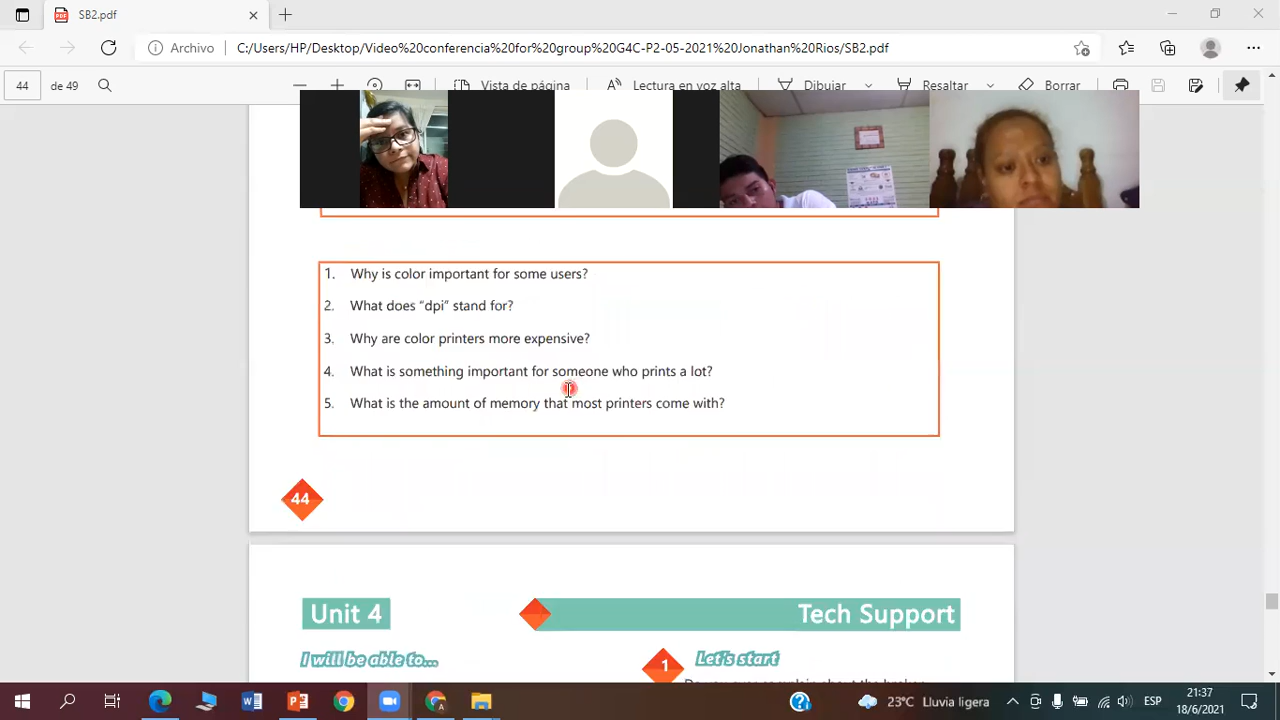 SB2.pdf
Archivo
C:/Users/HP/Desktop/Video%20conferencia%20for%20group%20G4C-P2-05-2021%20Jonathan%20Rios/SB2.pdf
44 de 49
Vista de página
Lectura en voz alta
Dibujar
Resaltar
Borrar
1. Why is color important for some users?
2. What does “dpi” stand for?
3. Why are color printers more expensive?
4. What is something important for someone who prints a lot?
5. What is the amount of memory that most printers come with?
44
Unit 4
Tech Support
I will be able to...
1
Let's start
23°C Lluvia ligera
ESP
21:37
18/6/2021